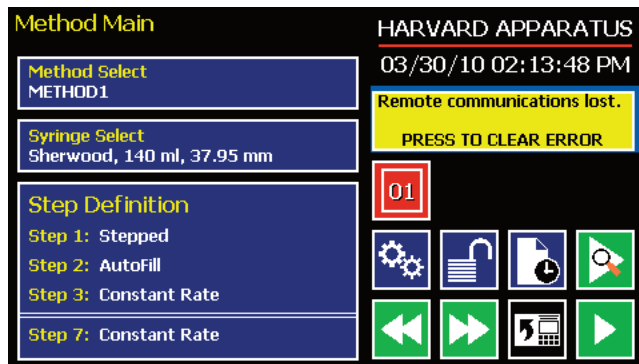 Method Main
Method Select
METHOD1
Syringe Select
Sherwood, 140 ml, 37.95 mm
Step Definition
Step 1: Stepped
Step 2: AutoFill
Step 3: Constant Rate
Step 7: Constant Rate
HARVARD APPARATUS
03/30/10 02:13:48 PM
Remote communications lost.
PRESS TO CLEAR ERROR
01